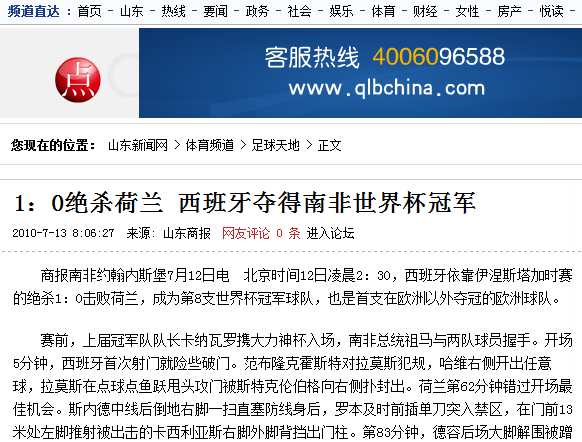 频道直达 : 首页 - 山东 - 热线 - 要闻 - 政务 - 社会 - 娱乐 - 体育 - 财经 - 女性 - 房产 - 悦读 -
点
客服热线 4006096588
www.qlbchina.com
您现在的位置： 山东新闻网 > 体育频道 > 足球天地 > 正文
1：0绝杀荷兰 西班牙夺得南非世界杯冠军
2010-7-13 8:06:27 来源：山东商报 网友评论 0 条 进入论坛
商报南非约翰内斯堡7月12日电 北京时间12日凌晨2：30，西班牙依靠伊涅斯塔加时赛
的绝杀1：0击败荷兰，成为第8支世界杯冠军球队，也是首支在欧洲以外夺冠的欧洲球队。
赛前，上届冠军队队长卡纳瓦罗携大力神杯入场，南非总统祖马与两队球员握手。开场
5分钟，西班牙首次射门就险些破门。范布隆克霍斯特对拉莫斯犯规，哈维右侧开出任意
球，拉莫斯在点球点鱼跃甩头攻门被斯特克伦伯格向右侧扑封出。荷兰第62分钟错过开场最
佳机会。斯内德中线后倒地右脚一扫直塞防线身后，罗本及时前插单刀突入禁区，在门前13
米处左脚推射被出击的卡西利亚斯右脚外脚背挡出门柱。第83分钟，德容后场大脚解围被蹭